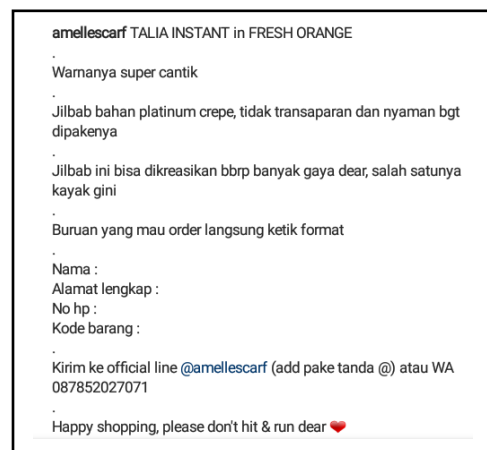 amellescarf TALIA INSTANT in FRESH ORANGE
.
Warnanya super cantik
.
Jilbab bahan platinum crepe, tidak transaparan dan nyaman bgt
dipakenya
.
Jilbab ini bisa dikreasikan bbrp banyak gaya dear, salah satunya
kayak gini
.
Buruan yang mau order langsung ketik format
.
Nama :
Alamat lengkap :
No hp :
Kode barang :
.
Kirim ke official line @amellescarf (add pake tanda @) atau WA
087852027071
.
Happy shopping, please don't hit & run dear ❤